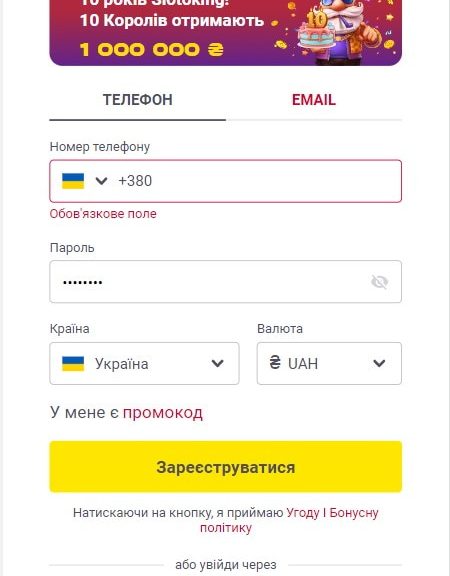 10 років Slotoking!
10 Королів отримають
1 000 000 ₴
10
ТЕЛЕФОН
EMAIL
Номер телефону
+380
Обов'язкове поле
Пароль
••••••••
Країна
Валюта
Україна
₴ UAH
У мене є промокод
Зареєструватися
Натискаючи на кнопку, я приймаю Угоду І Бонусну
політику
або увійди через